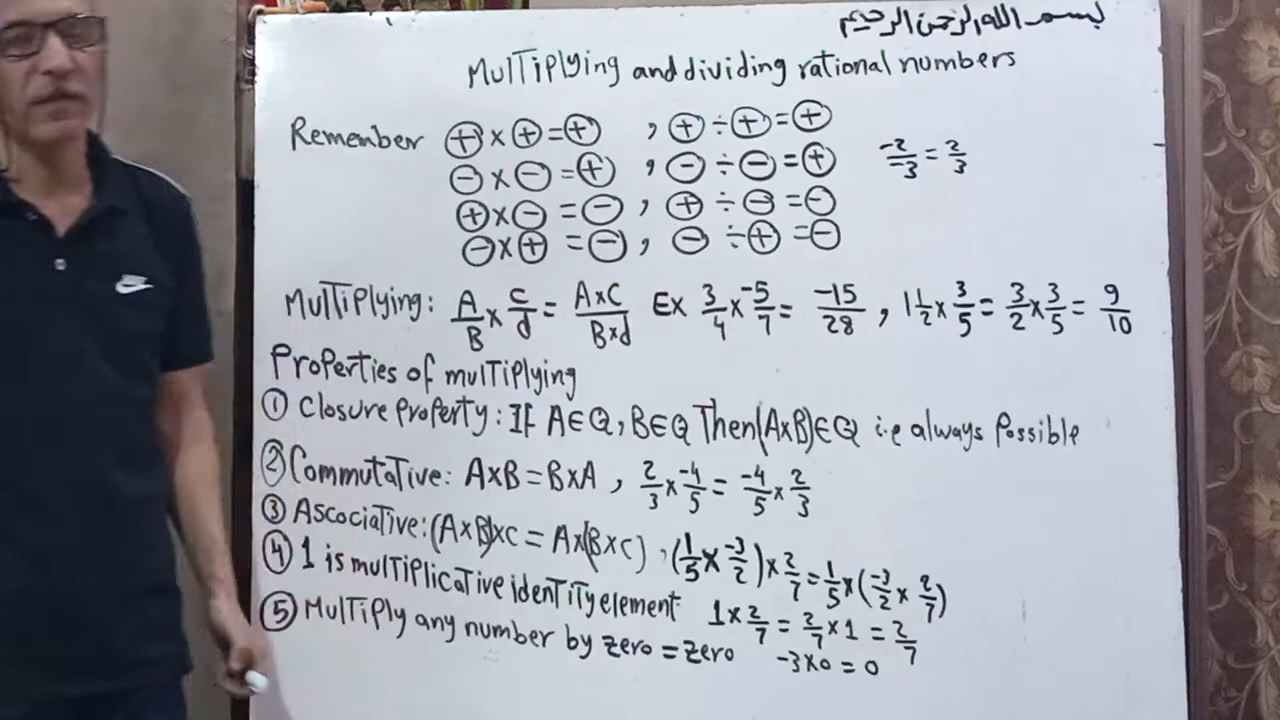 بسم الله الرحمن الرحيم
Multiplying and dividing rational numbers
Remember ⊕ × ⊕ = ⊕ , ⊕ ÷ ⊕ = ⊕
⊖ × ⊖ = ⊕ , ⊖ ÷ ⊖ = ⊕ -2/-3 = 2/3
⊕ × ⊖ = ⊖ , ⊕ ÷ ⊖ = ⊖
⊖ × ⊕ = ⊖ , ⊖ ÷ ⊕ = ⊖
Multiplying: A/B × C/d = A×C/B×d EX 3/4 × -5/7 = -15/28 , 1 1/2 × 3/5 = 3/2 × 3/5 = 9/10
Properties of multiplying
① Closure Property: If A∈Q, B∈Q Then (A×B)∈Q i.e always Possible
② Commutative: A×B = B×A , 2/3 × -4/5 = -4/5 × 2/3
③ Ascociative: (A×B)×C = A×(B×C) , (1/5 × -3/2) × 2/7 = 1/5 × (-3/2 × 2/7)
④ 1 is multiplicative identity element 1 × 2/7 = 2/7 × 1 = 2/7
⑤ Multiply any number by zero = zero -3×0 = 0